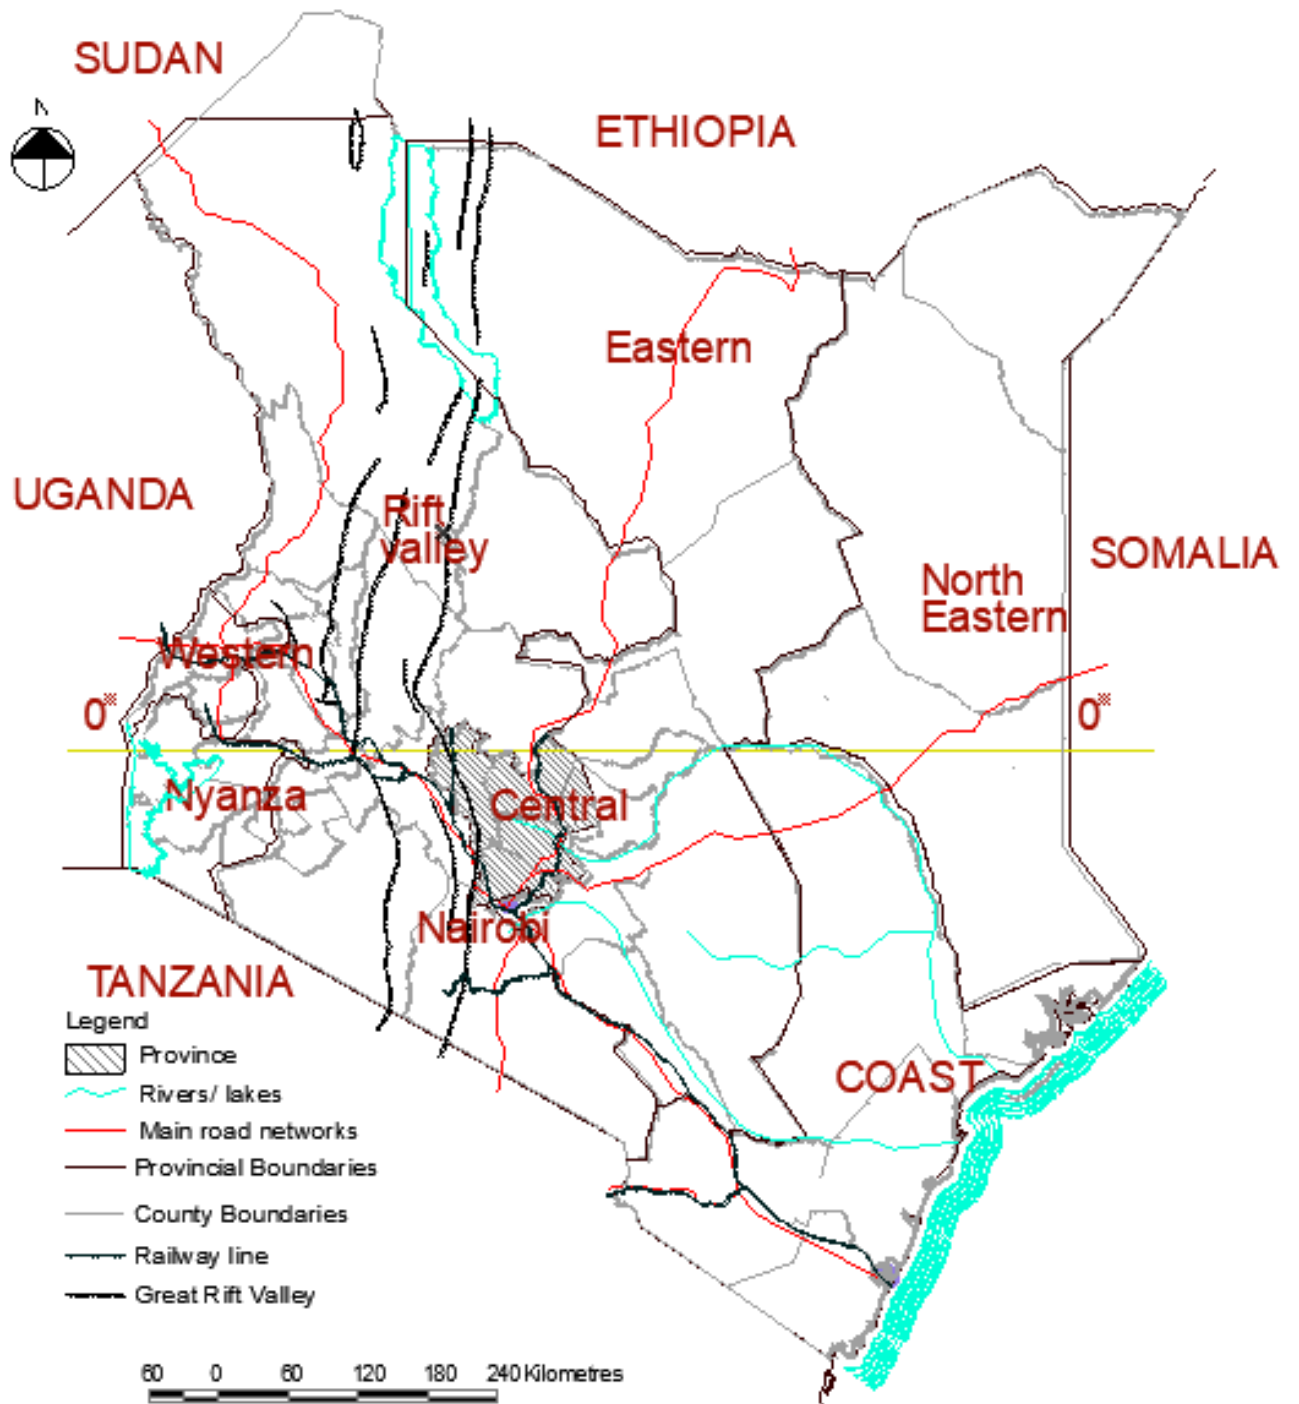 SUDAN
N
ETHIOPIA
Eastern
UGANDA
Rift
valley
SOMALIA
North
Eastern
Western
0
0
Nyanza
Central
Nairobi
TANZANIA
COAST
Legend
Province
Rivers/ lakes
Main road networks
Provincial Boundaries
County Boundaries
Railway line
Great Rift Valley
60 0 60 120 180 240 Kilometres